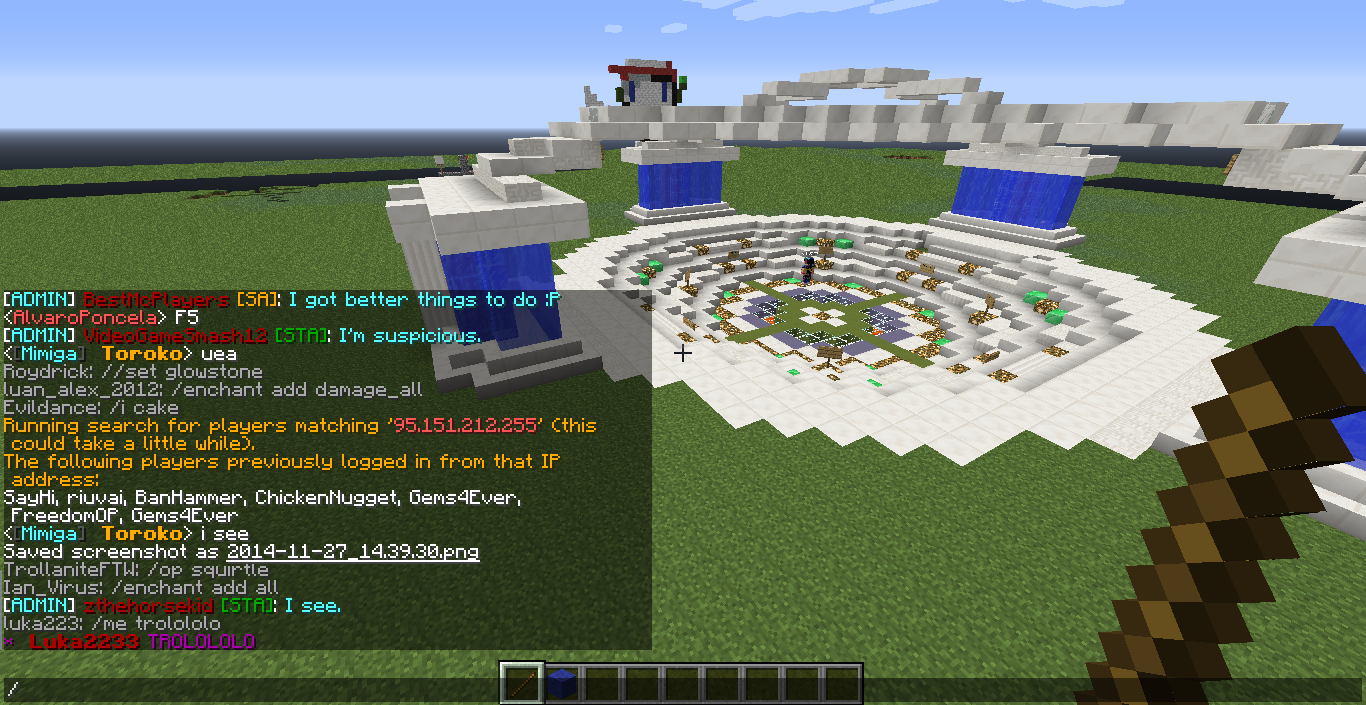 [ADMIN] BestMcPlayers [SA]: I got better things to do :P
<AlvaroPoncela> F5
[ADMIN] VideoGameSmash12 [STA]: I'm suspicious.
<[Mimiga] Toroko> uea
Roydrick: //set glowstone
luan_alex_2012: /enchant add damage_all
Evildance: /i cake
Running search for players matching '95.151.212.255' (this
could take a little while).
The following players previously logged in from that IP
address:
SayHi, riuvai, BanHammer, ChickenNugget, Gems4Ever,
FreedomOP, Gems4Ever
<[Mimiga] Toroko> i see
Saved screenshot as 2014-11-27_14.39.30.png
TrollaniteFTW: /op squirtle
Ian_Virus: /enchant add all
[ADMIN] zthehorsekid [STA]: I see.
luka223: /me trolololo
* Luka2233 TROLOLOLO
/